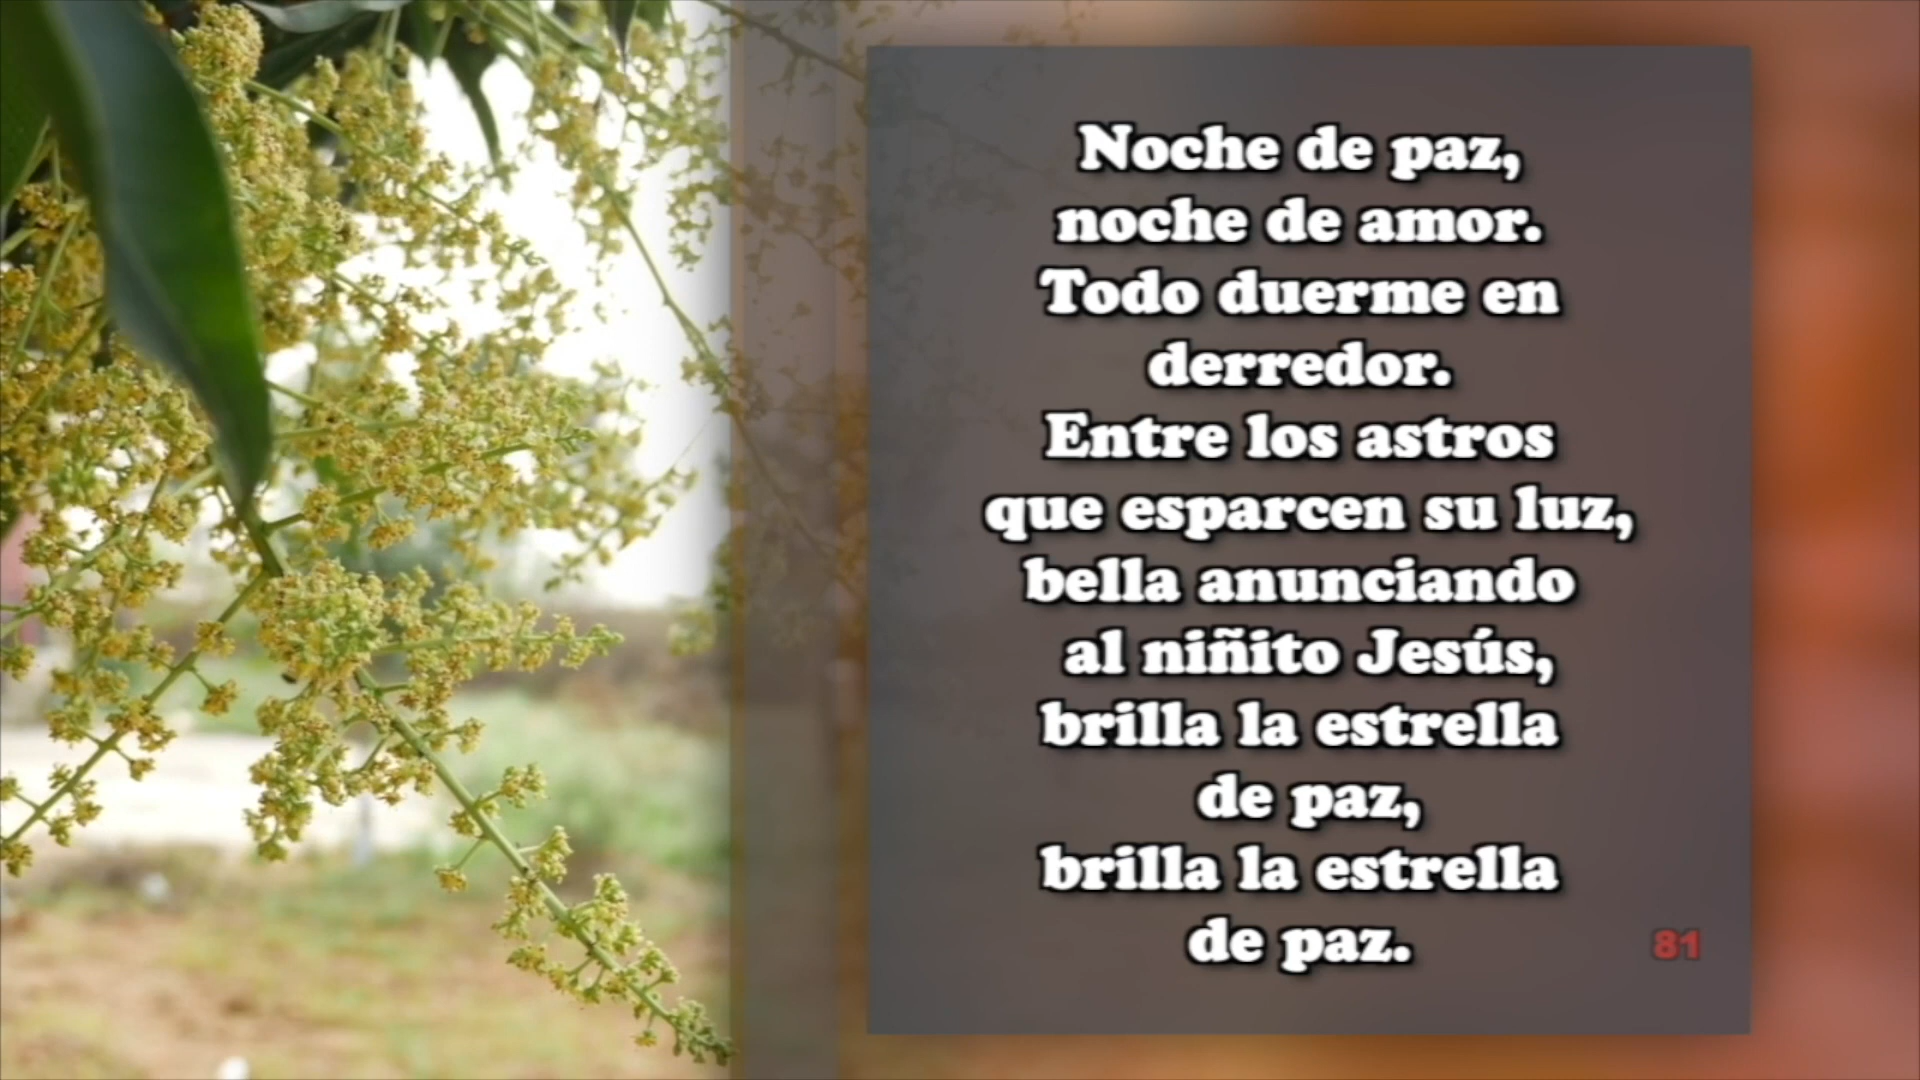 Noche de paz,
noche de amor.
Todo duerme en
derredor.
Entre los astros
que esparcen su luz,
bella anunciando
al niñito Jesús,
brilla la estrella
de paz,
brilla la estrella
de paz.
81